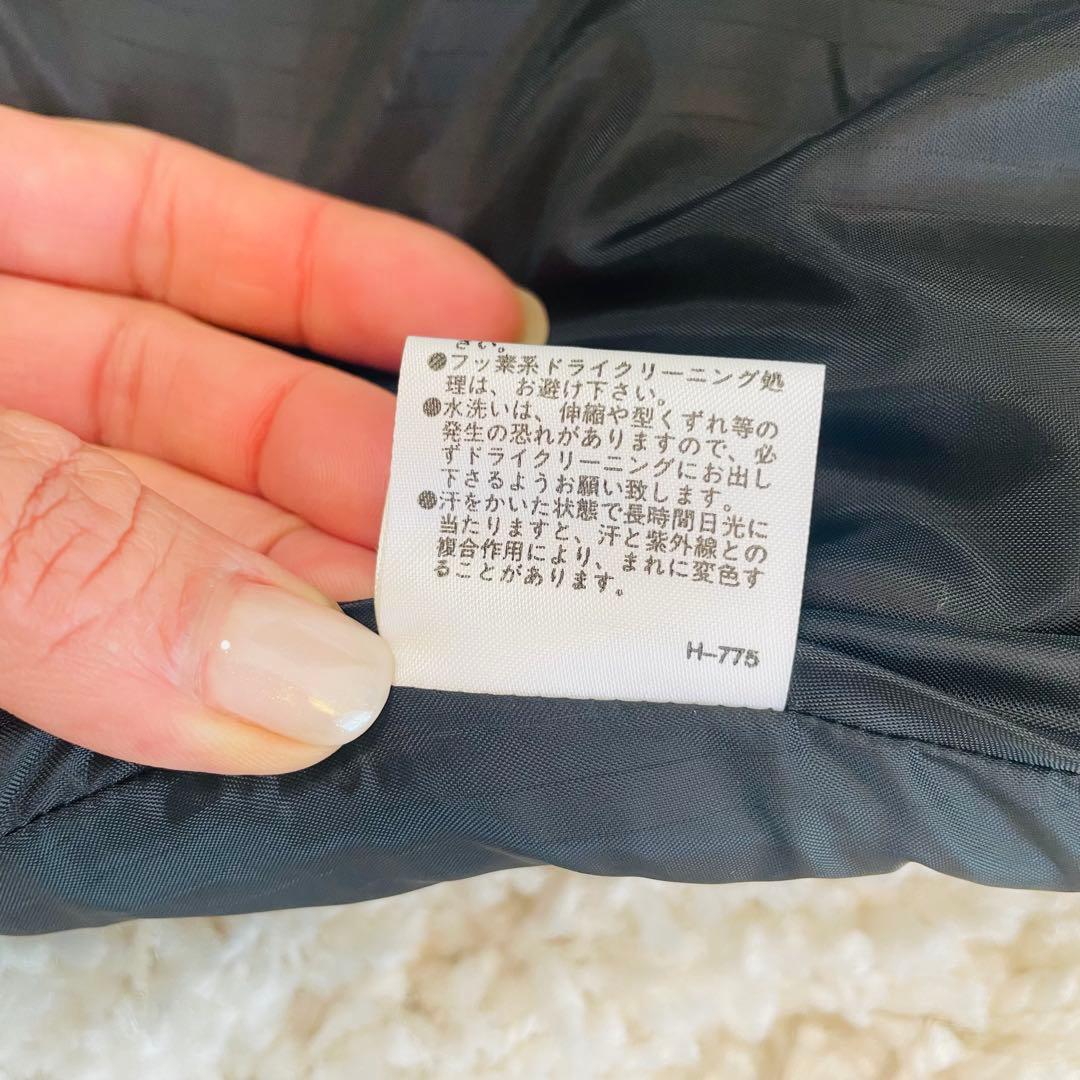 さい。
●フッ素系ドライクリーニング処
理は、お避け下さい。
●水洗いは、伸縮や型くずれ等の
発生の恐れがありますので、必
ずドライクリーニングにお出し
下さるようお願い致します。
●汗をかいた状態で長時間日光に
当たりますと、汗と紫外線との
複合作用により、まれに変色す
ることがあります。
H-775